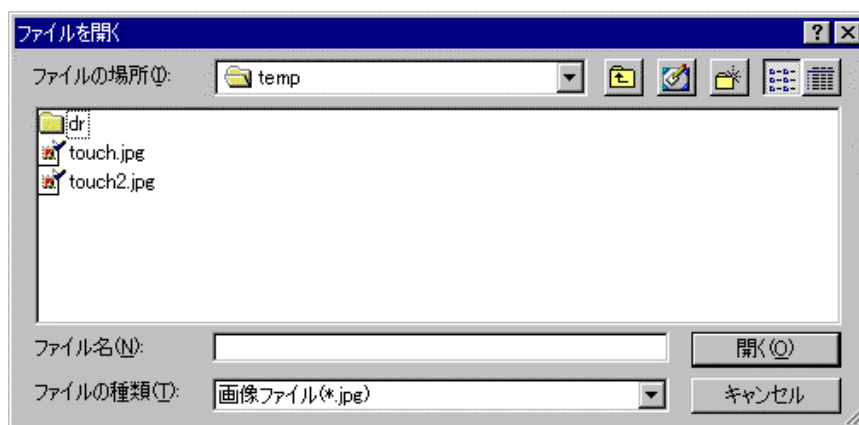 ファイルを開く
ファイルの場所(I): temp
dr
touch.jpg
touch2.jpg
ファイル名(N): 開く(O)
ファイルの種類(T): 画像ファイル(*.jpg) キャンセル